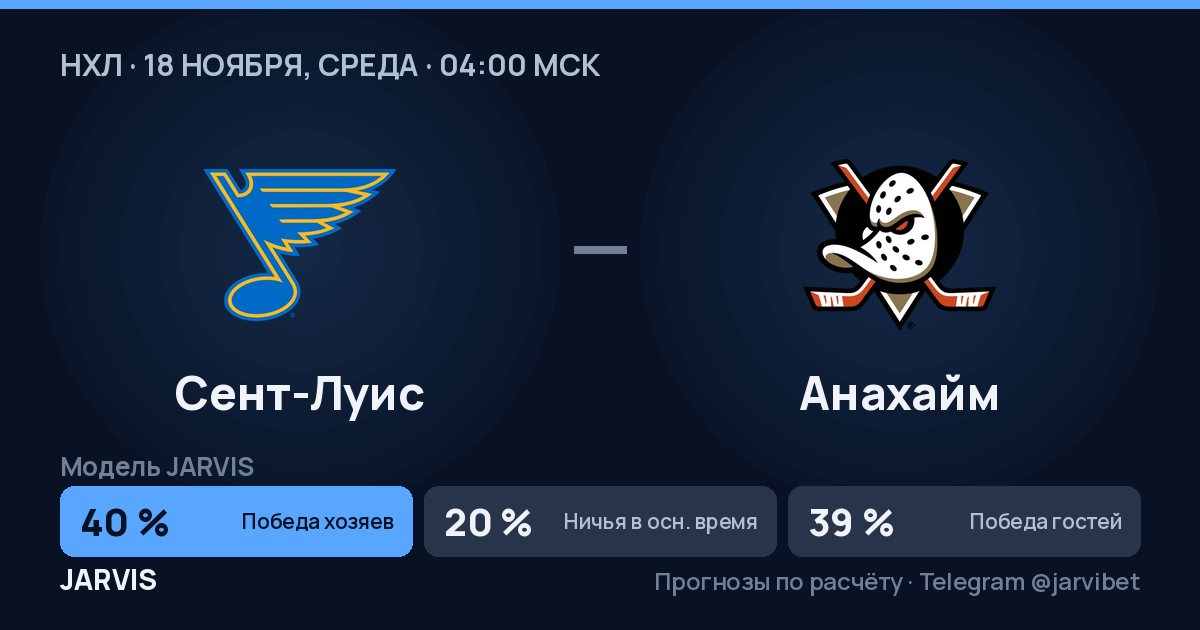 НХЛ · 18 НОЯБРЯ, СРЕДА · 04:00 МСК
—
Сент-Луис
Анахайм
Модель JARVIS
40 % Победа хозяев
20 % Ничья в осн. время
39 % Победа гостей
JARVIS
Прогнозы по расчёту · Telegram @jarvibet